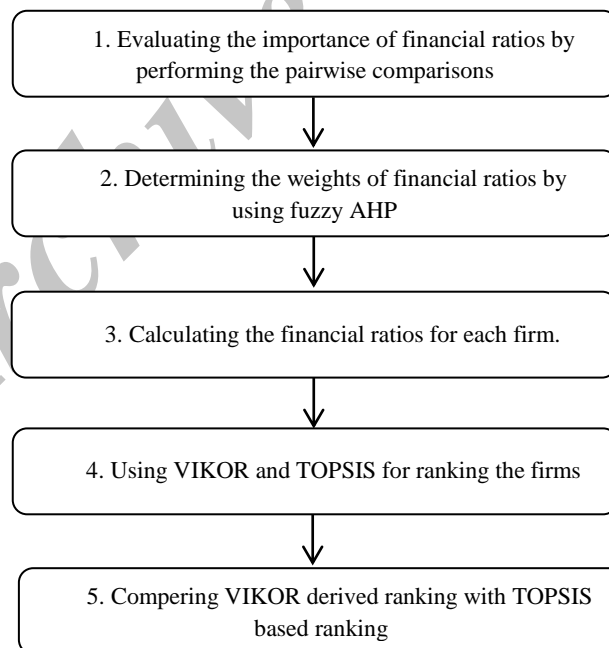 1. Evaluating the importance of financial ratios by
performing the pairwise comparisons
2. Determining the weights of financial ratios by
using fuzzy AHP
3. Calculating the financial ratios for each firm.
4. Using VIKOR and TOPSIS for ranking the firms
5. Compering VIKOR derived ranking with TOPSIS
based ranking